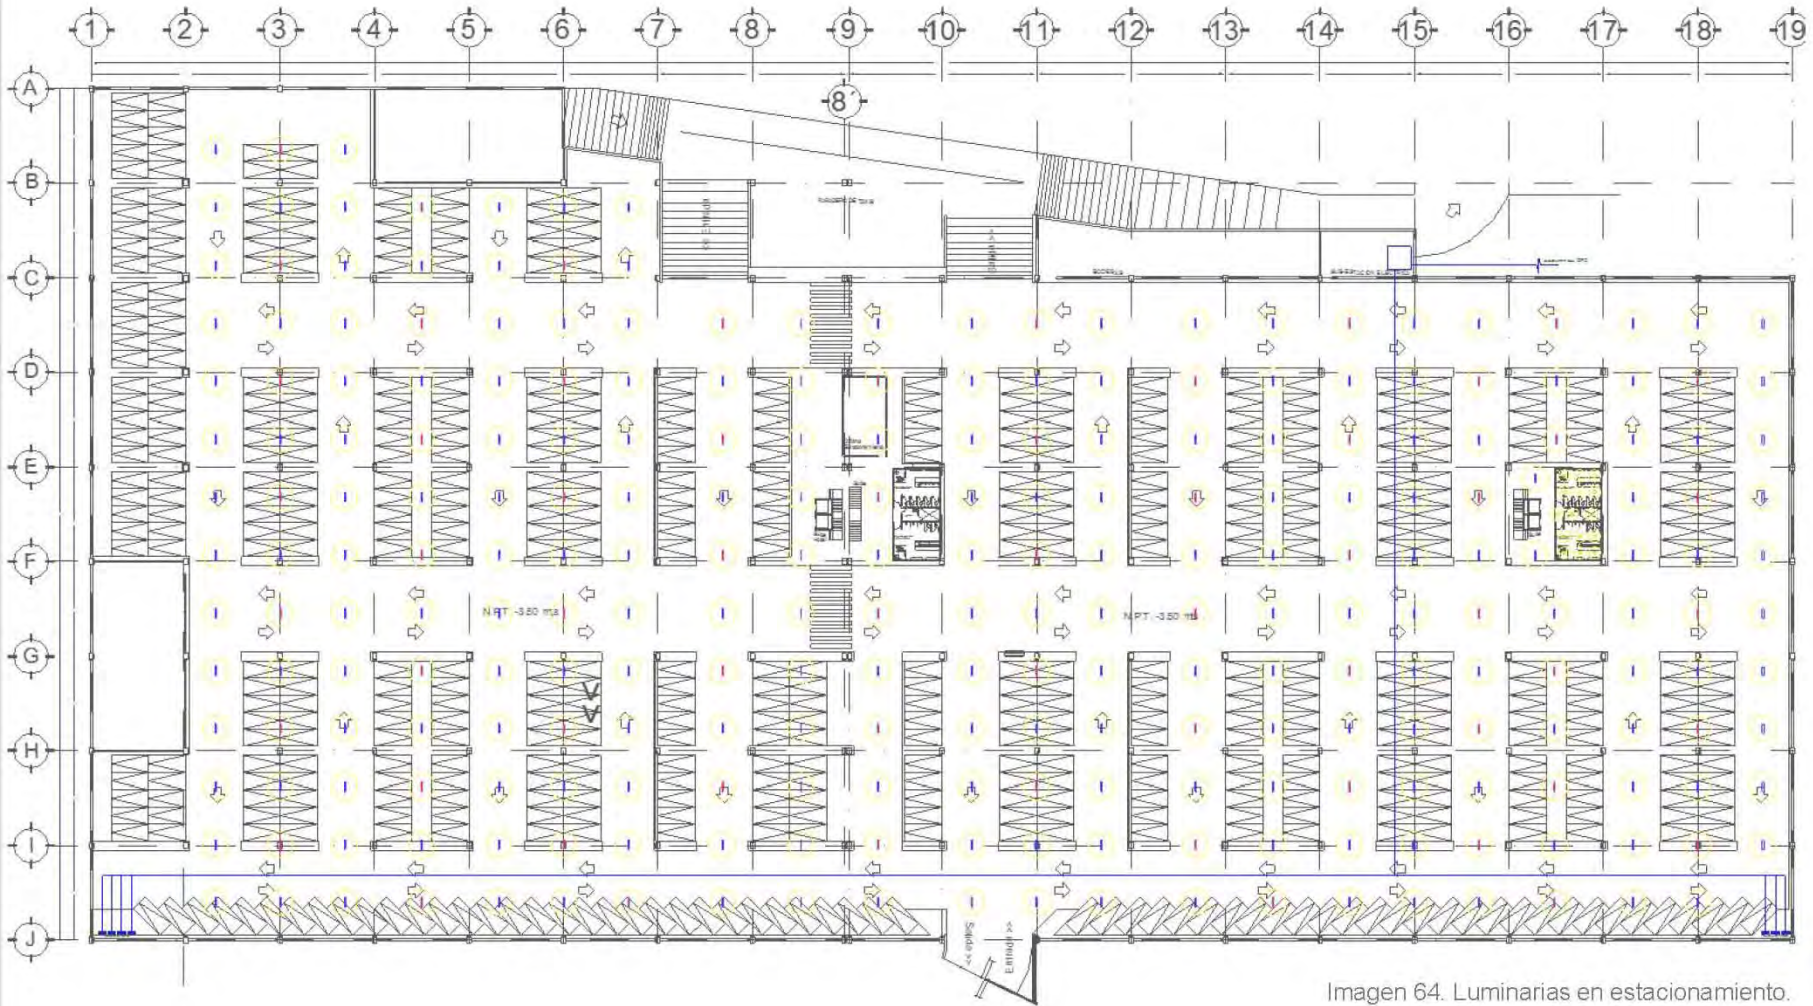 1 2 3 4 5 6 7 8 9 10 11 12 13 14 15 16 17 18 19
A
8´
B
C
D
E
F
N.P.T. -3.50 mts
N.P.T. -3.50 mts
G
H
I
J
<< Salida
Entrada >>
Imagen 64. Luminarias en estacionamiento.